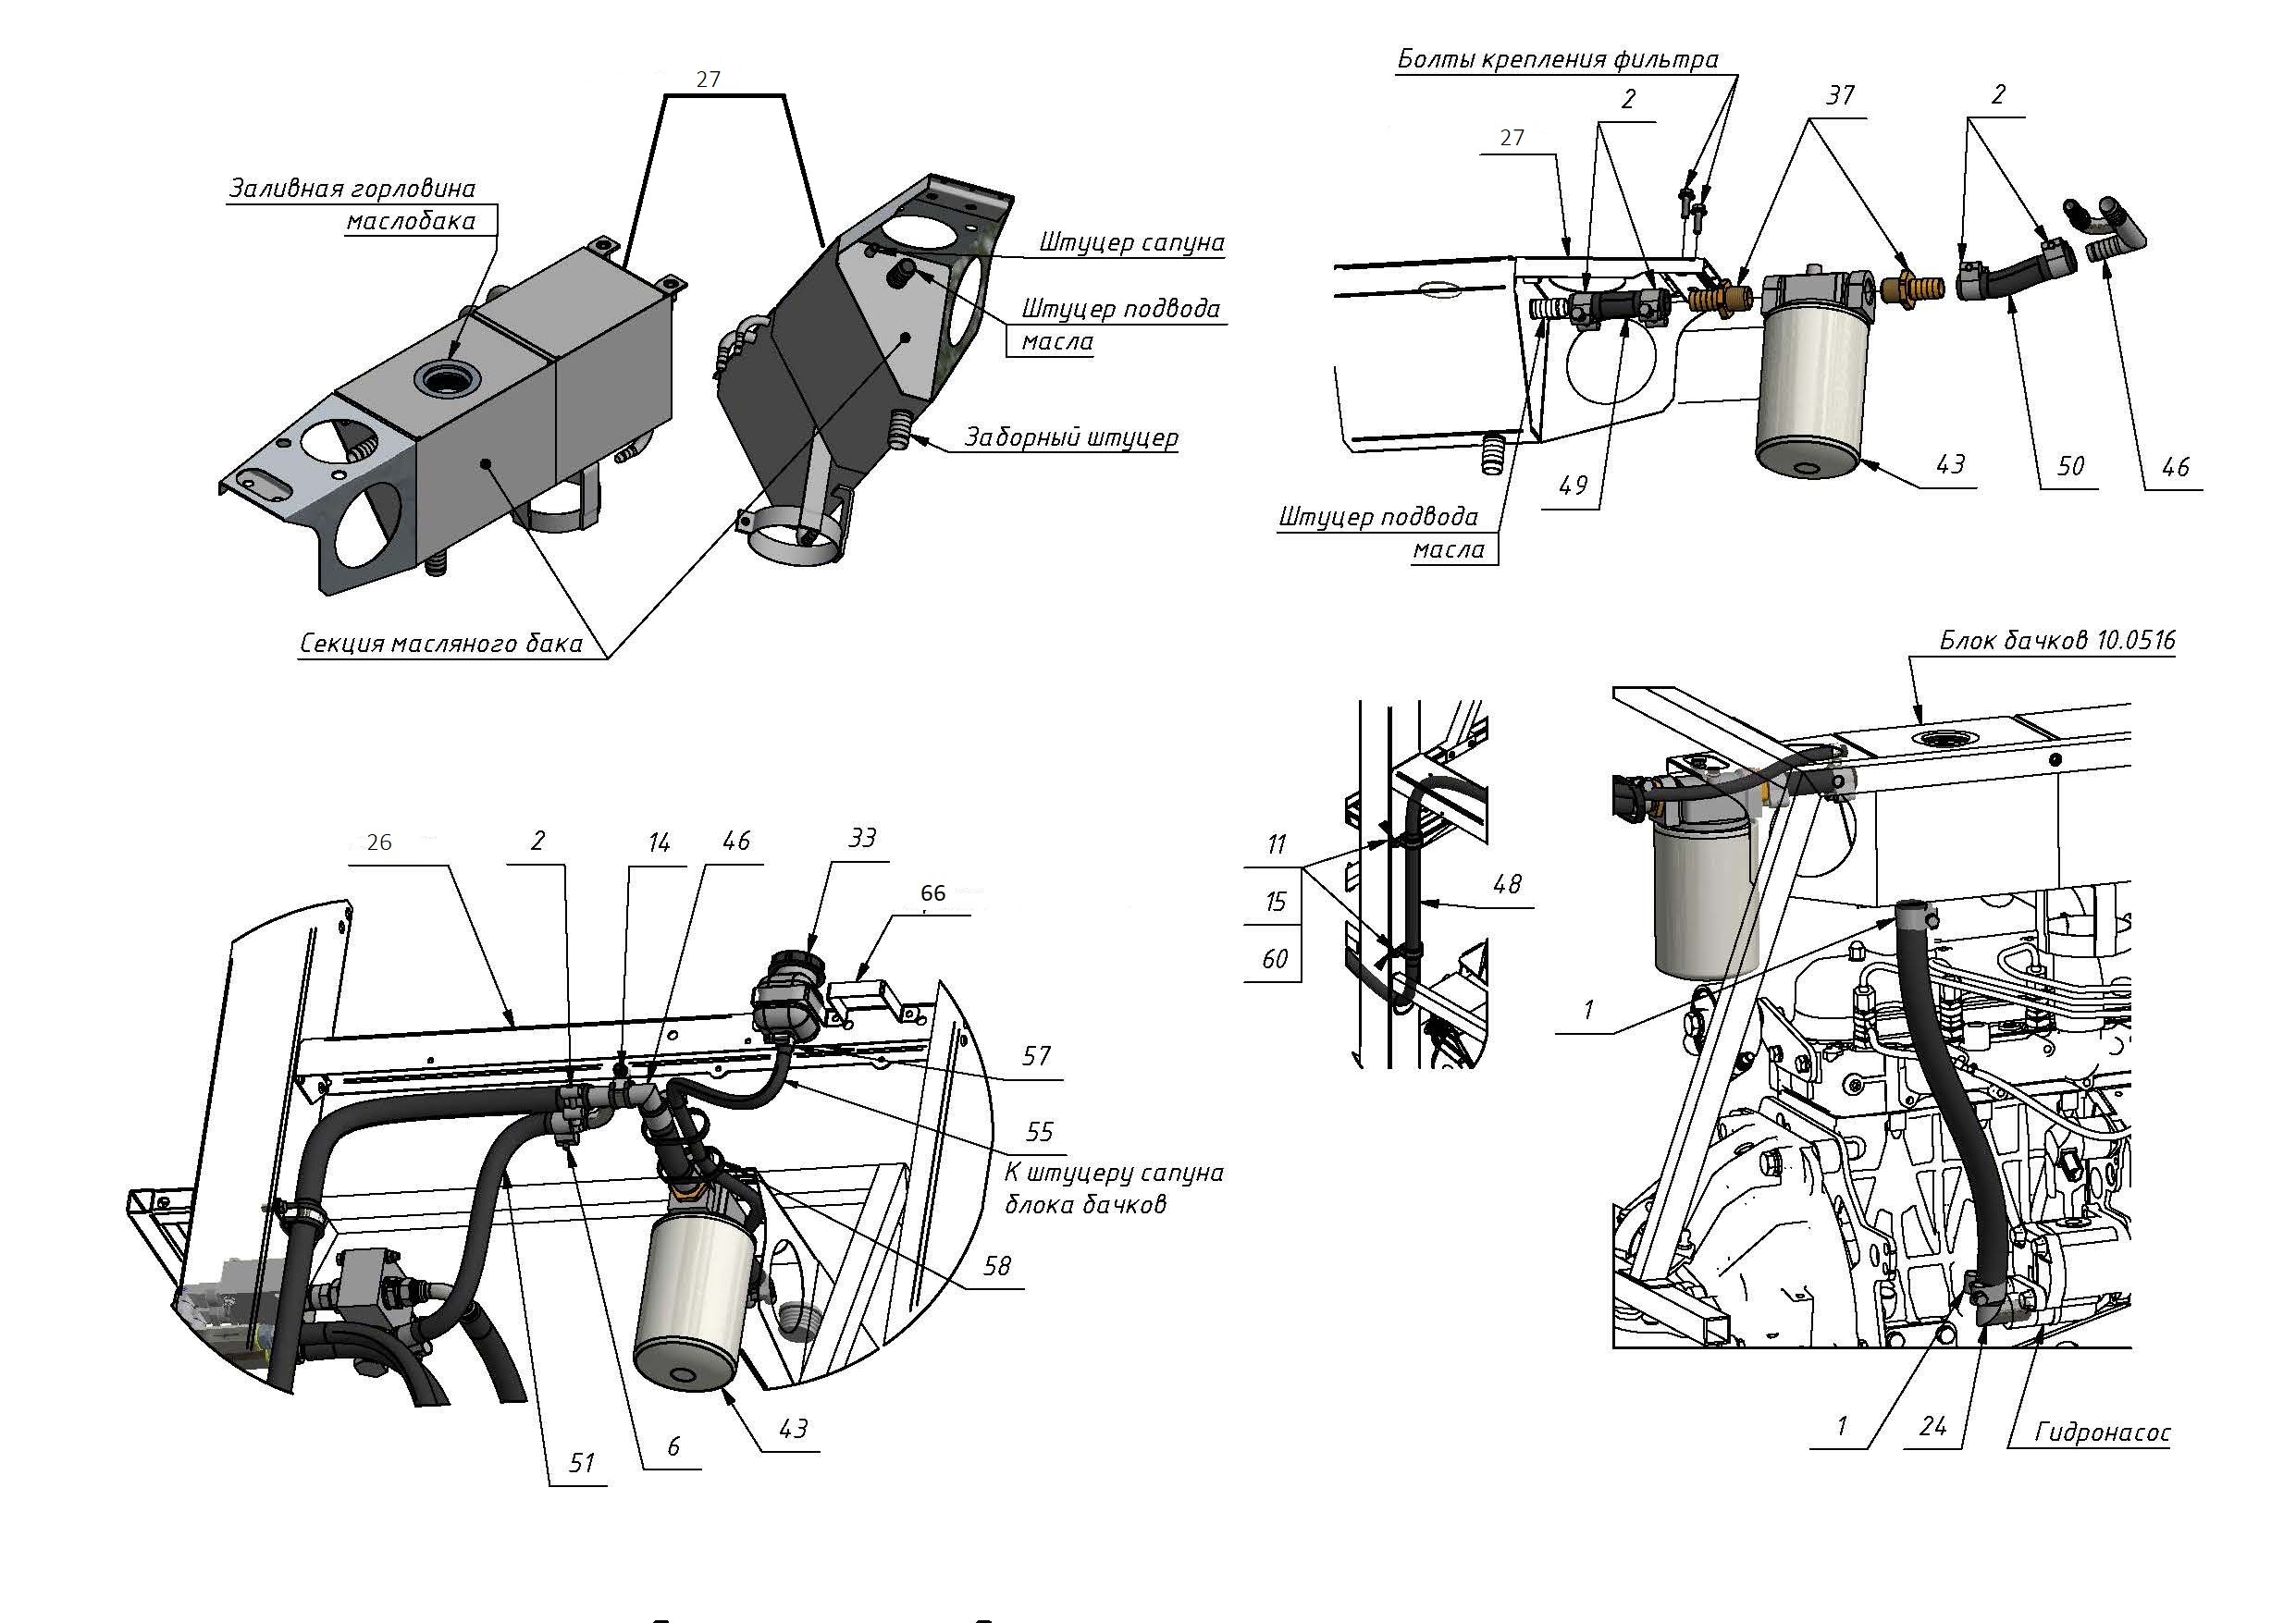 27
Заливная горловина
маслобака
Штуцер сапуна
Штуцер подвода
масла
Заборный штуцер
Секция масляного бака
Болты крепления фильтра
2
37
2
27
49
43
50
46
Штуцер подвода
масла
26
2
14
46
33
66
57
55
К штуцеру сапуна
блока бачков
58
43
6
51
11
15
60
48
Блок бачков 10.0516
1
1
24
Гидронасос